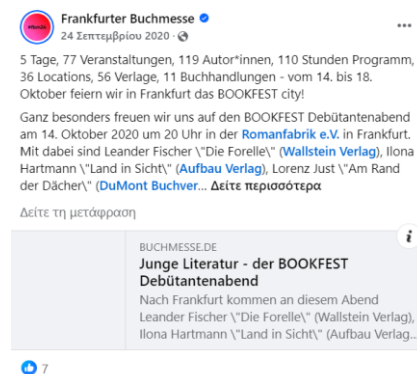 Frankfurter Buchmesse
24 Σεπτεμβρίου 2020 ·
5 Tage, 77 Veranstaltungen, 119 Autor*innen, 110 Stunden Programm,
36 Locations, 56 Verlage, 11 Buchhandlungen - vom 14. bis 18.
Oktober feiern wir in Frankfurt das BOOKFEST city!
Ganz besonders freuen wir uns auf den BOOKFEST Debütantenabend
am 14. Oktober 2020 um 20 Uhr in der Romanfabrik e.V. in Frankfurt.
Mit dabei sind Leander Fischer \"Die Forelle\" (Wallstein Verlag), Ilona
Hartmann \"Land in Sicht\" (Aufbau Verlag), Lorenz Just \"Am Rand
der Dächer\" (DuMont Buchver... Δείτε περισσότερα
Δείτε τη μετάφραση
BUCHMESSE.DE
Junge Literatur - der BOOKFEST
Debütantenabend
Nach Frankfurt kommen an diesem Abend
Leander Fischer \"Die Forelle\" (Wallstein Verlag),
Ilona Hartmann \"Land in Sicht\" (Aufbau Verlag...
7